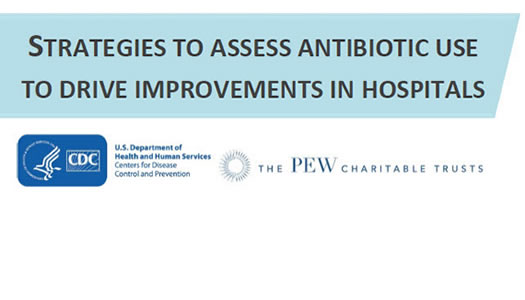 STRATEGIES TO ASSESS ANTIBIOTIC USE
TO DRIVE IMPROVEMENTS IN HOSPITALS
CDC
U.S. Department of
Health and Human Services
Centers for Disease
Control and Prevention
THE PEW CHARITABLE TRUSTS